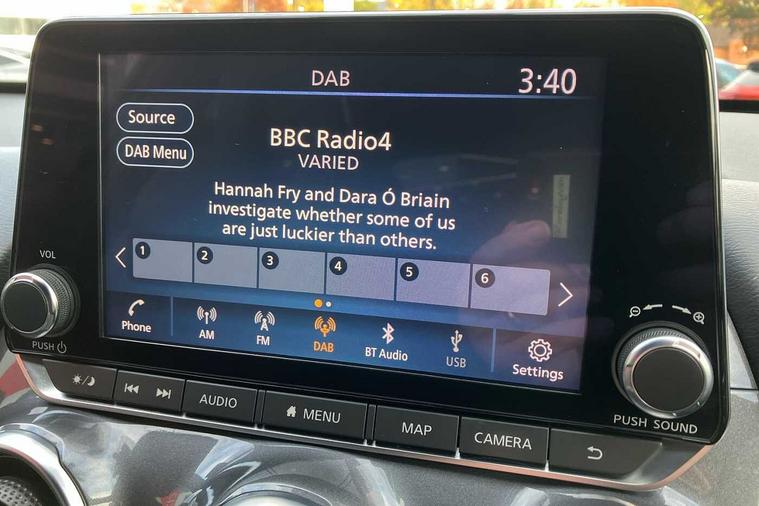 DAB
3:40
Source
DAB Menu
BBC Radio4
VARIED
Hannah Fry and Dara Ó Briain
investigate whether some of us
are just luckier than others.
1 2 3 4 5 6
Phone AM FM DAB BT Audio USB Settings
VOL
PUSH
PUSH SOUND
AUDIO MENU MAP CAMERA